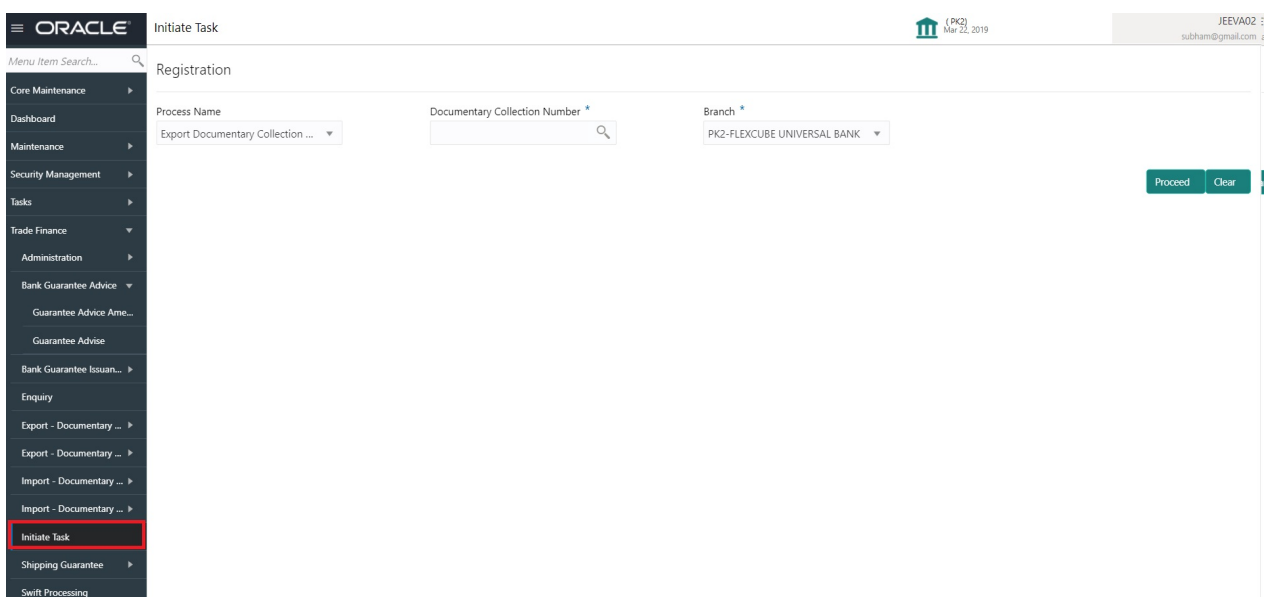 ORACLE
Initiate Task
( PK2)
Mar 22, 2019
JEEVA02
subham@gmail.com
Menu Item Search...
Registration
Core Maintenance
Dashboard
Maintenance
Security Management
Tasks
Trade Finance
Administration
Bank Guarantee Advice
Guarantee Advice Ame...
Guarantee Advise
Bank Guarantee Issuan...
Enquiry
Export - Documentary ...
Export - Documentary ...
Import - Documentary ...
Import - Documentary ...
Initiate Task
Shipping Guarantee
Swift Processing
Process Name
Export Documentary Collection ...
Documentary Collection Number *
Branch *
PK2-FLEXCUBE UNIVERSAL BANK
Proceed
Clear